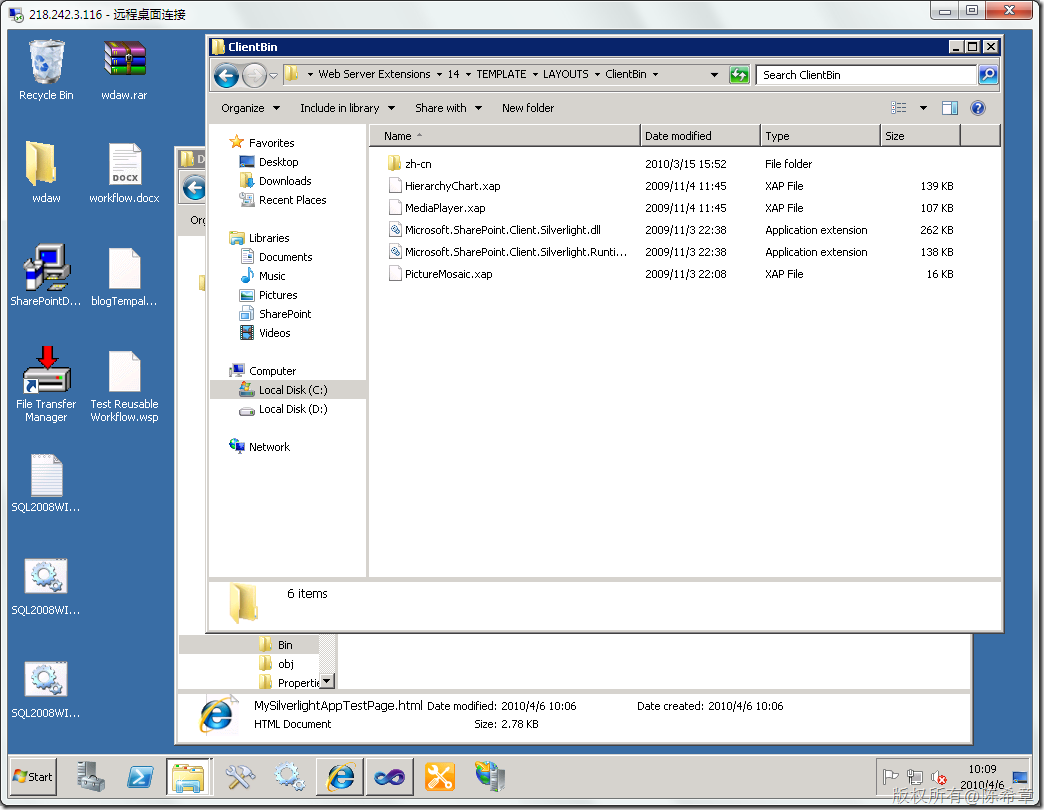 218.242.3.116 - 远程桌面连接
Recycle Bin
wdaw.rar
wdaw
workflow.docx
DOCX
SharePointD...
blogTempal...
File Transfer
Manager
Test Reusable
Workflow.wsp
SQL2008WI...
SQL2008WI...
SQL2008WI...
D
Org
ClientBin
Web Server Extensions
14
TEMPLATE
LAYOUTS
ClientBin
Search ClientBin
Organize
Include in library
Share with
New folder
Favorites
Desktop
Downloads
Recent Places
Libraries
Documents
Music
Pictures
SharePoint
Videos
Computer
Local Disk (C:)
Local Disk (D:)
Network
Name Date modified Type Size
zh-cn 2010/3/15 15:52 File folder
HierarchyChart.xap 2009/11/4 11:45 XAP File 139 KB
MediaPlayer.xap 2009/11/4 11:45 XAP File 107 KB
Microsoft.SharePoint.Client.Silverlight.dll 2009/11/3 22:38 Application extension 262 KB
Microsoft.SharePoint.Client.Silverlight.Runti... 2009/11/3 22:38 Application extension 138 KB
PictureMosaic.xap 2009/11/3 22:08 XAP File 16 KB
6 items
Bin
obj
Propertie
MySilverlightAppTestPage.html Date modified: 2010/4/6 10:06 Date created: 2010/4/6 10:06
HTML Document Size: 2.78 KB
Start
10:09
2010/4/6
版权所有@陈希章